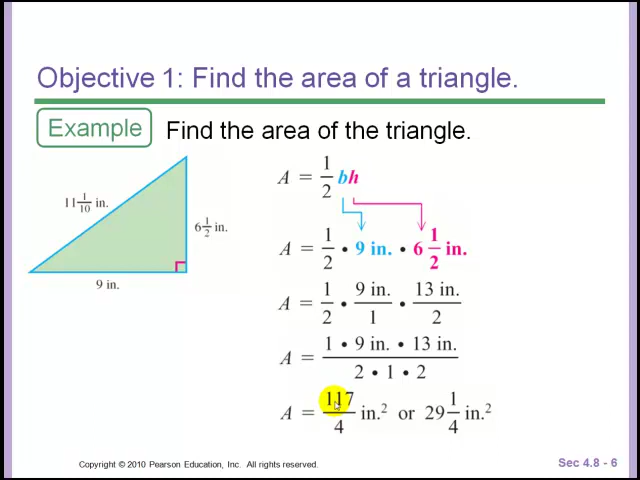 Objective 1: Find the area of a triangle.
Example Find the area of the triangle.
11 1/10 in.
6 1/2 in.
9 in.
A = 1/2 bh
A = 1/2 • 9 in. • 6 1/2 in.
A = 1/2 • 9 in./1 • 13 in./2
A = 1 • 9 in. • 13 in./2 • 1 • 2
A = 117/4 in.² or 29 1/4 in.²
Copyright © 2010 Pearson Education, Inc. All rights reserved.
Sec 4.8 - 6